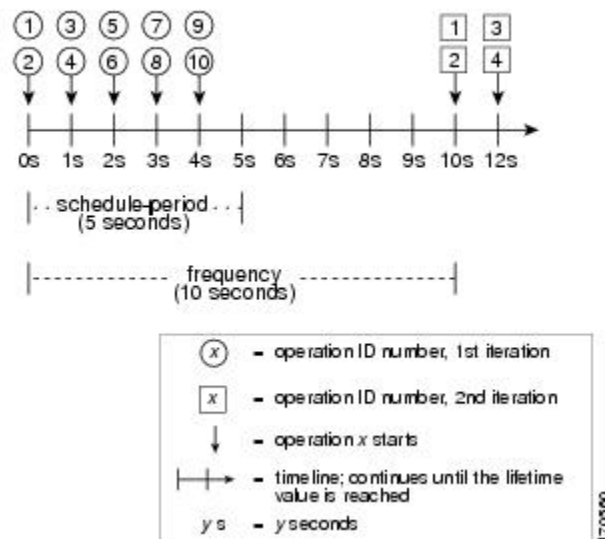 1 3 5 7 9 1 3
2 4 6 8 10 2 4
0s 1s 2s 3s 4s 5s 6s 7s 8s 9s 10s 12s
schedule-period
(5 seconds)
frequency
(10 seconds)
x = operation ID number, 1st iteration
x = operation ID number, 2nd iteration
= operation x starts
= timeline; continues until the lifetime
value is reached
y s = y seconds